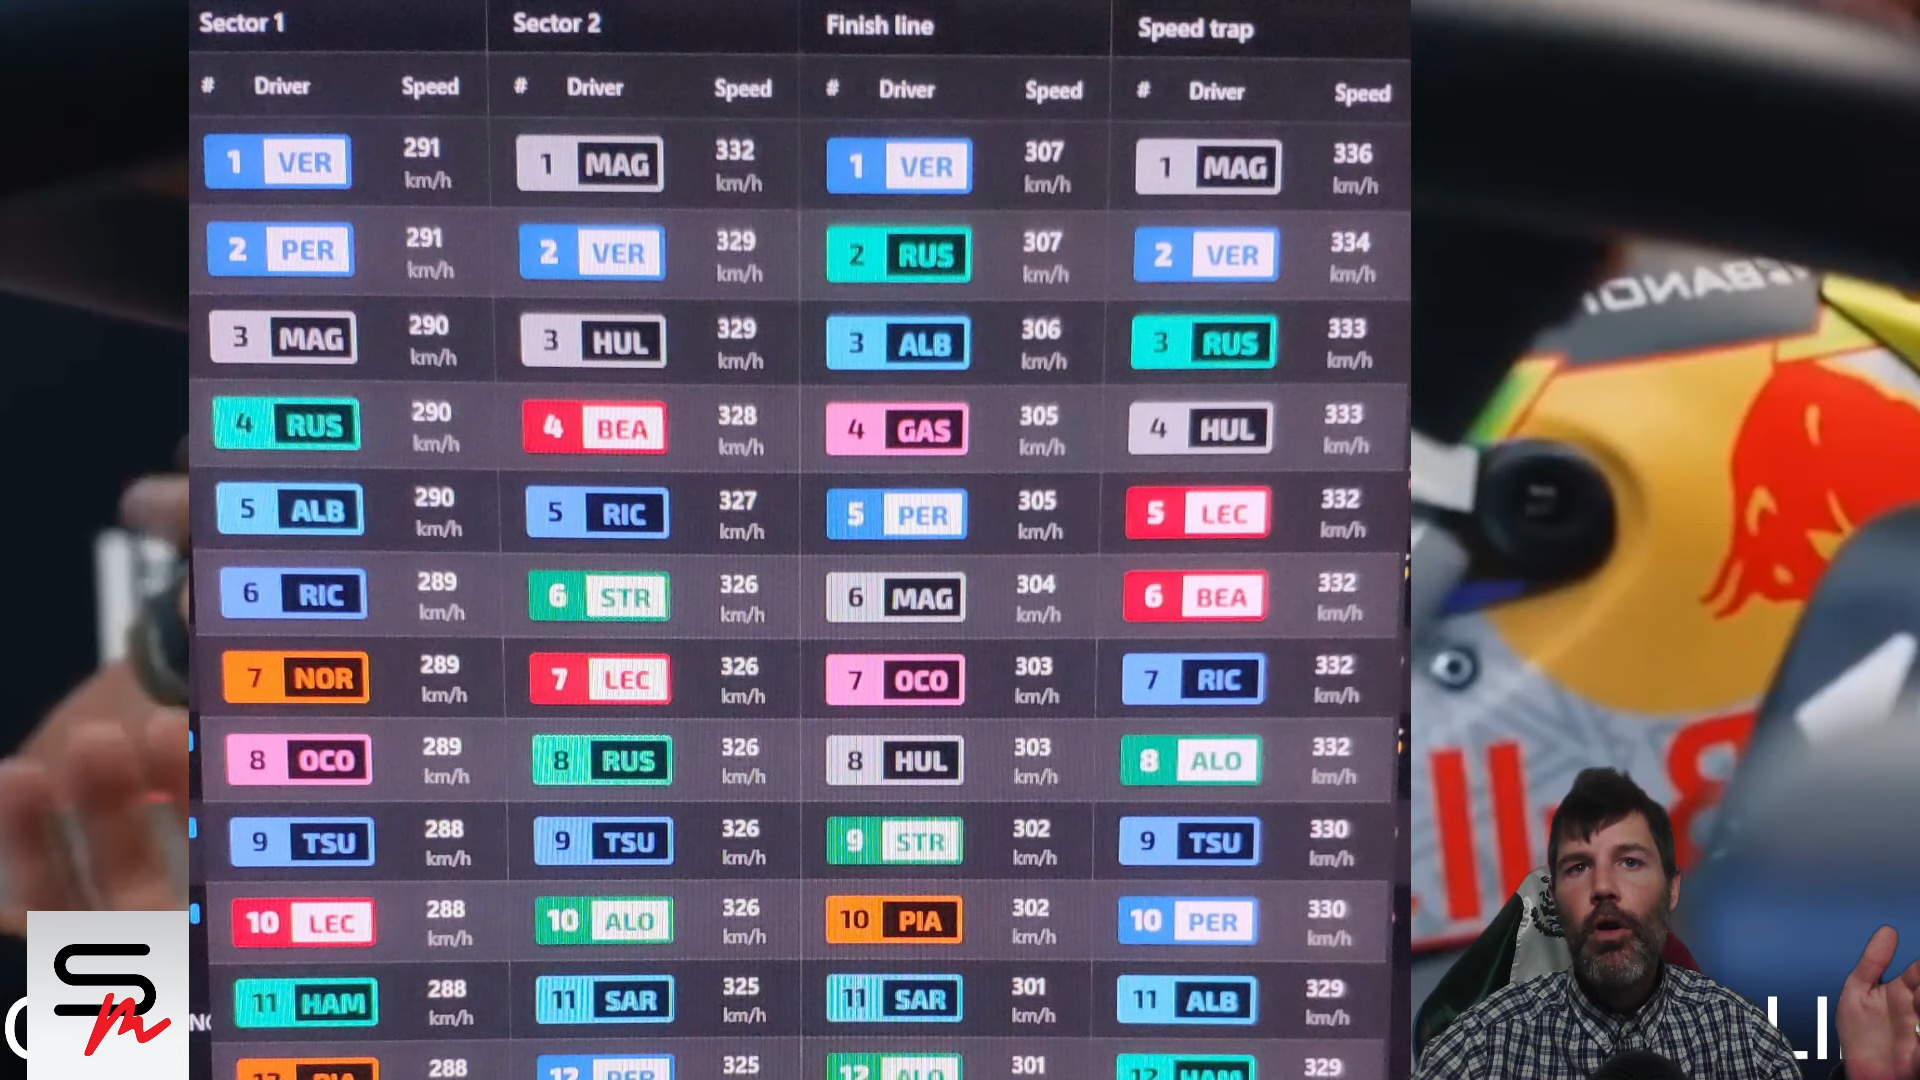 Sector 1 Sector 2 Finish line Speed trap
# Driver Speed # Driver Speed # Driver Speed # Driver Speed
1 VER 291 km/h 1 MAG 332 km/h 1 VER 307 km/h 1 MAG 336 km/h
2 PER 291 km/h 2 VER 329 km/h 2 RUS 307 km/h 2 VER 334 km/h
3 MAG 290 km/h 3 HUL 329 km/h 3 ALB 306 km/h 3 RUS 333 km/h
4 RUS 290 km/h 4 BEA 328 km/h 4 GAS 305 km/h 4 HUL 333 km/h
5 ALB 290 km/h 5 RIC 327 km/h 5 PER 305 km/h 5 LEC 332 km/h
6 RIC 289 km/h 6 STR 326 km/h 6 MAG 304 km/h 6 BEA 332 km/h
7 NOR 289 km/h 7 LEC 326 km/h 7 OCO 303 km/h 7 RIC 332 km/h
8 OCO 289 km/h 8 RUS 326 km/h 8 HUL 303 km/h 8 ALO 332 km/h
9 TSU 288 km/h 9 TSU 326 km/h 9 STR 302 km/h 9 TSU 330 km/h
10 LEC 288 km/h 10 ALO 326 km/h 10 PIA 302 km/h 10 PER 330 km/h
11 HAM 288 km/h 11 SAR 325 km/h 11 SAR 301 km/h 11 ALB 329 km/h
12 PIA 288 12 PER 325 12 ALO 301 12 HAM 329
Sm